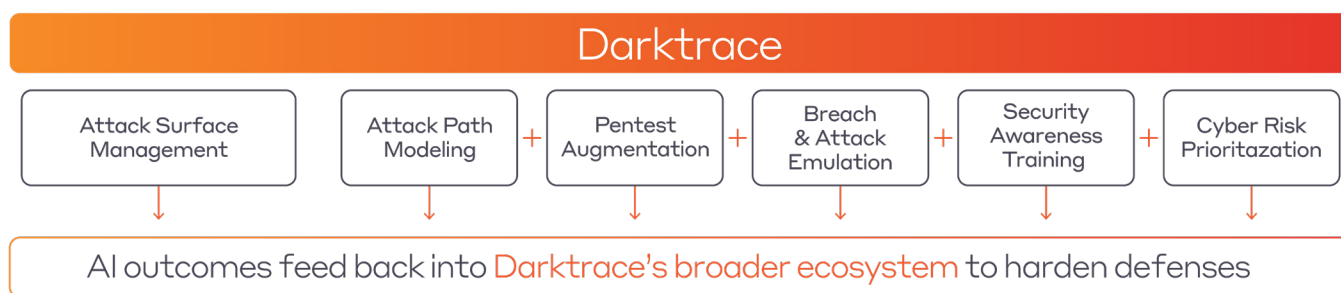 Darktrace
Attack Surface
Management
Attack Path
Modeling
+
Pentest
Augmentation
+
Breach
& Attack
Emulation
+
Security
Awareness
Training
+
Cyber Risk
Prioritazation
AI outcomes feed back into Darktrace's broader ecosystem to harden defenses